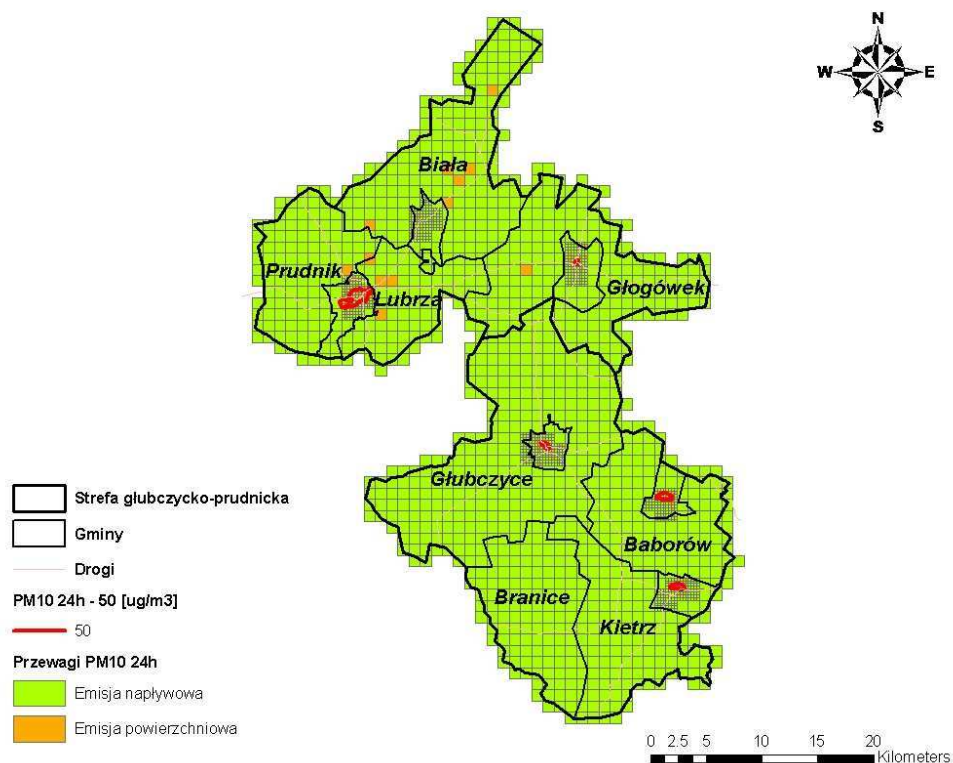 N
W E
S
Biała
Prudnik
Lubrza
Głogówek
Głubczyce
Baborów
Branice
Kietrz
Strefa głubczycko-prudnicka
Gminy
Drogi
PM10 24h - 50 [ug/m3]
50
Przewagi PM10 24h
Emisja napływowa
Emisja powierzchniowa
0 2.5 5 10 15 20
Kilometers